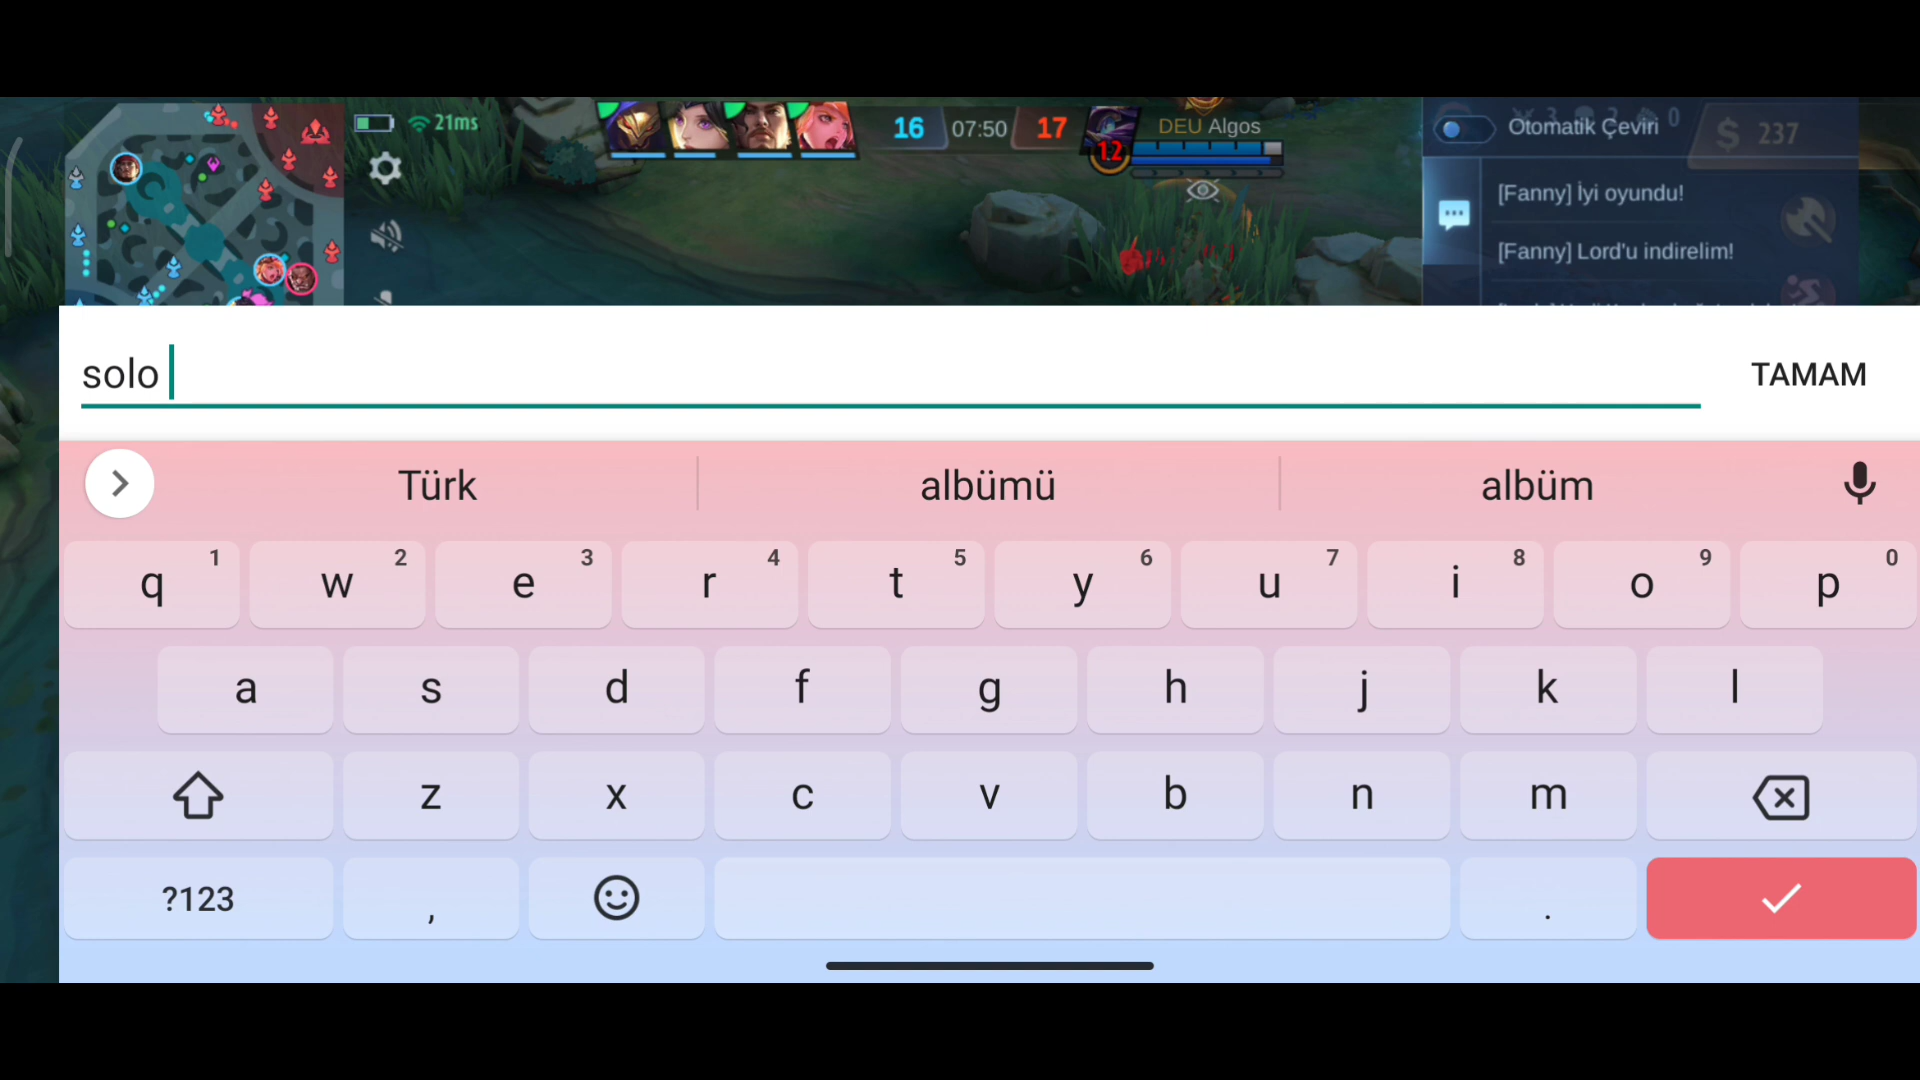 21ms
16 07:50 17
DEU Algos
12
Otomatik Çeviri
$ 237
[Fanny] İyi oyundu!
[Fanny] Lord'u indirelim!
solo
TAMAM
Türk albümü albüm
q 1 w 2 e 3 r 4 t 5 y 6 u 7 i 8 o 9 p 0
a s d f g h j k l
z x c v b n m
?123 , .